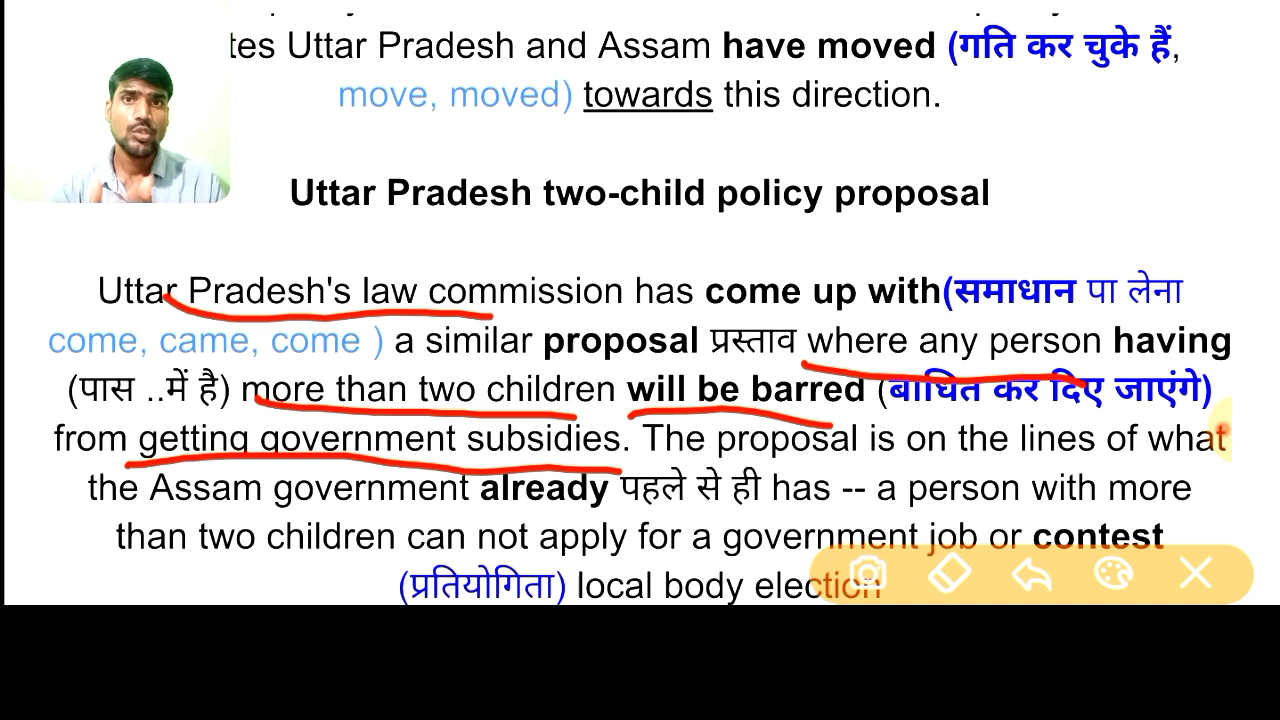 tes Uttar Pradesh and Assam have moved (गति कर चुके हैं,
move, moved) towards this direction.
Uttar Pradesh two-child policy proposal
Uttar Pradesh's law commission has come up with(समाधान पा लेना
come, came, come ) a similar proposal प्रस्ताव where any person having
(पास ..में है) more than two children will be barred (बाधित कर दिए जाएंगे)
from getting government subsidies. The proposal is on the lines of what
the Assam government already पहले से ही has -- a person with more
than two children can not apply for a government job or contest
(प्रतियोगिता) local body election